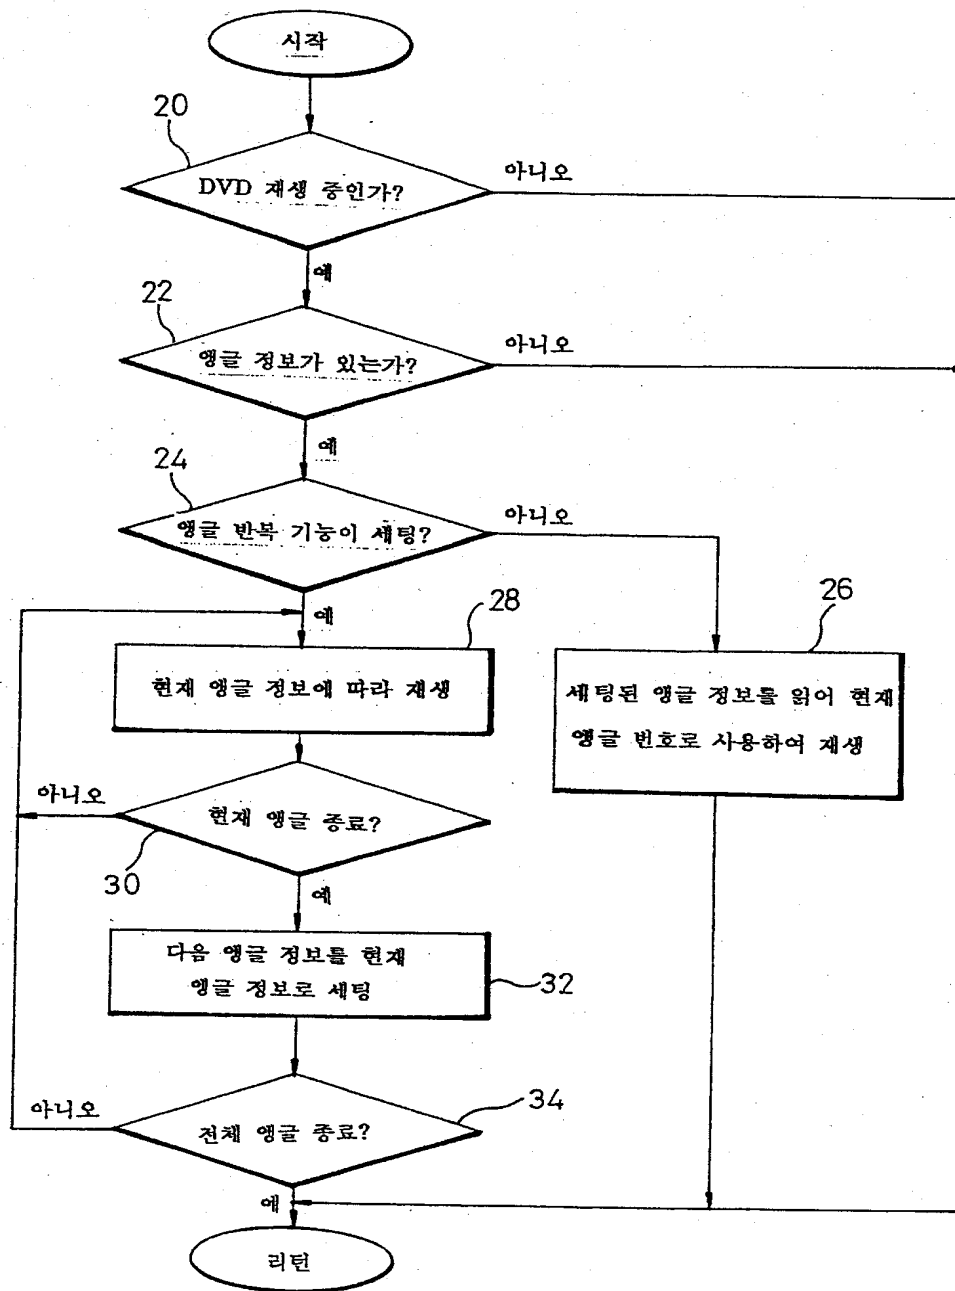 시작
20
DVD 재생 중인가?
아니오
예
22
앵글 정보가 있는가?
아니오
예
24
앵글 반복 기능이 세팅?
아니오
예
28
현재 앵글 정보에 따라 재생
26
세팅된 앵글 정보를 읽어 현재
앵글 번호로 사용하여 재생
아니오
현재 앵글 종료?
30
예
다음 앵글 정보를 현재
앵글 정보로 세팅
32
아니오
전체 앵글 종료?
34
예
리턴